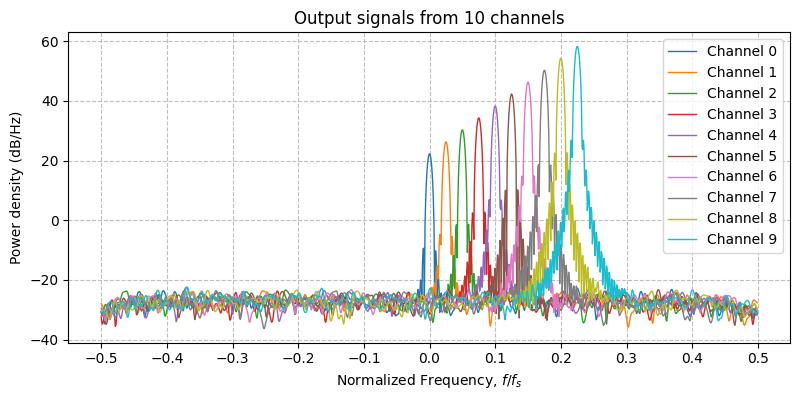 Output signals from 10 channels
Power density (dB/Hz)
60
40
20
0
−20
−40
−0.5 −0.4 −0.3 −0.2 −0.1 0.0 0.1 0.2 0.3 0.4 0.5
Normalized Frequency, f/fs
Channel 0
Channel 1
Channel 2
Channel 3
Channel 4
Channel 5
Channel 6
Channel 7
Channel 8
Channel 9